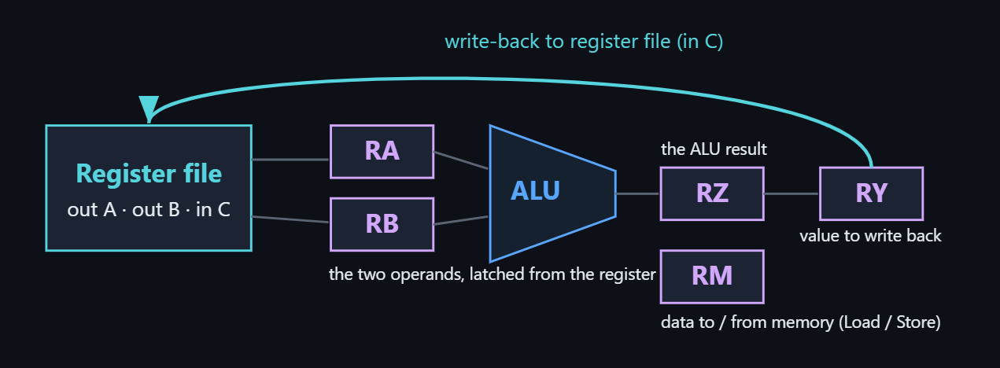 write-back to register file (in C)
Register file
out A · out B · in C
RA
RB
ALU
the two operands, latched from the register
the ALU result
RZ
RM
data to / from memory (Load / Store)
RY
value to write back